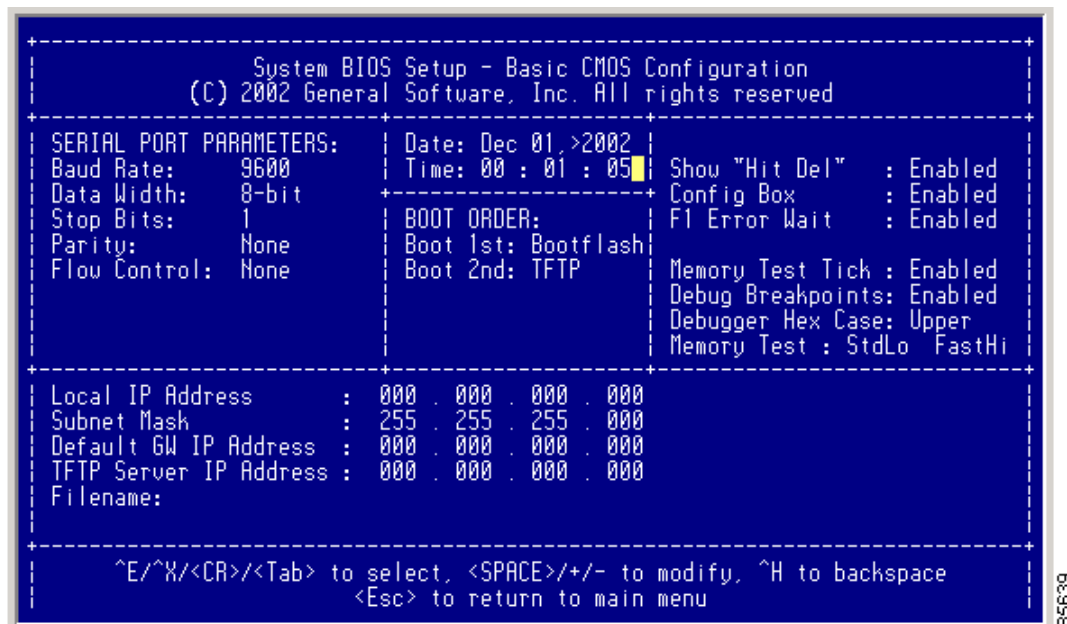 System BIOS Setup - Basic CMOS Configuration
(C) 2002 General Software, Inc. All rights reserved
SERIAL PORT PARAMETERS:
Baud Rate: 9600
Data Width: 8-bit
Stop Bits: 1
Parity: None
Flow Control: None
Date: Dec 01,>2002
Time: 00 : 01 : 05
BOOT ORDER:
Boot 1st: Bootflash
Boot 2nd: TFTP
Show "Hit Del" : Enabled
Config Box : Enabled
F1 Error Wait : Enabled
Memory Test Tick : Enabled
Debug Breakpoints: Enabled
Debugger Hex Case: Upper
Memory Test : StdLo FastHi
Local IP Address : 000 . 000 . 000 . 000
Subnet Mask : 255 . 255 . 255 . 000
Default GW IP Address : 000 . 000 . 000 . 000
TFTP Server IP Address : 000 . 000 . 000 . 000
Filename:
^E/^X/<CR>/<Tab> to select, <SPACE>/+/- to modify, ^H to backspace
<Esc> to return to main menu
85639